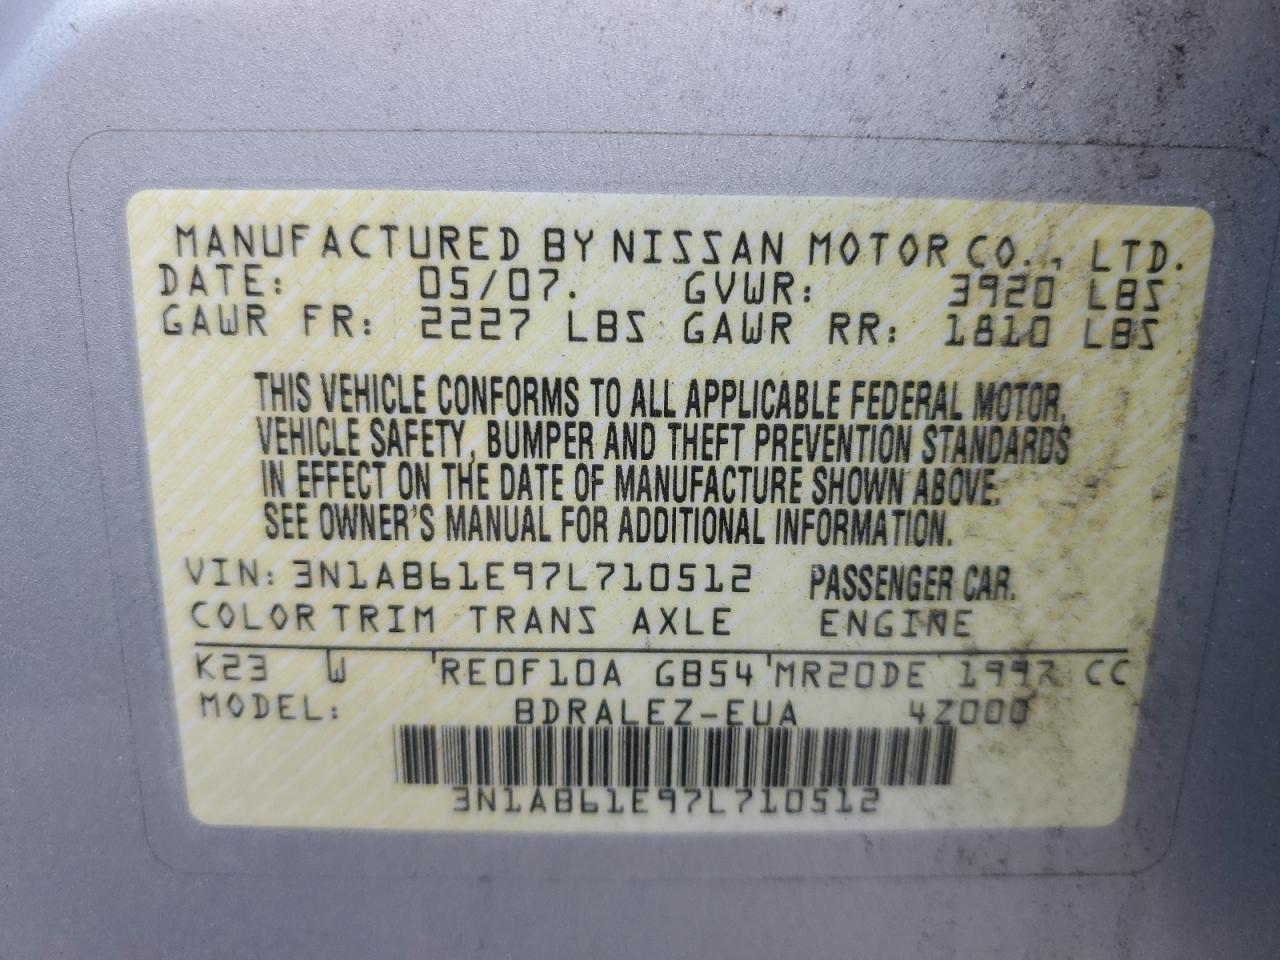 MANUFACTURED BY NISSAN MOTOR CO., LTD.
DATE: 05/07. GVWR: 3920 LBS
GAWR FR: 2227 LBS GAWR RR: 1810 LBS
THIS VEHICLE CONFORMS TO ALL APPLICABLE FEDERAL MOTOR,
VEHICLE SAFETY, BUMPER AND THEFT PREVENTION STANDARDS
IN EFFECT ON THE DATE OF MANUFACTURE SHOWN ABOVE.
SEE OWNER'S MANUAL FOR ADDITIONAL INFORMATION.
VIN: 3N1AB61E97L710512 PASSENGER CAR.
COLOR TRIM TRANS AXLE ENGINE
K23 W 'RE0F10A GB54 'MR20DE 1997 CC
MODEL: BDRALEZ-EUA 4Z000
3N1AB61E97L710512